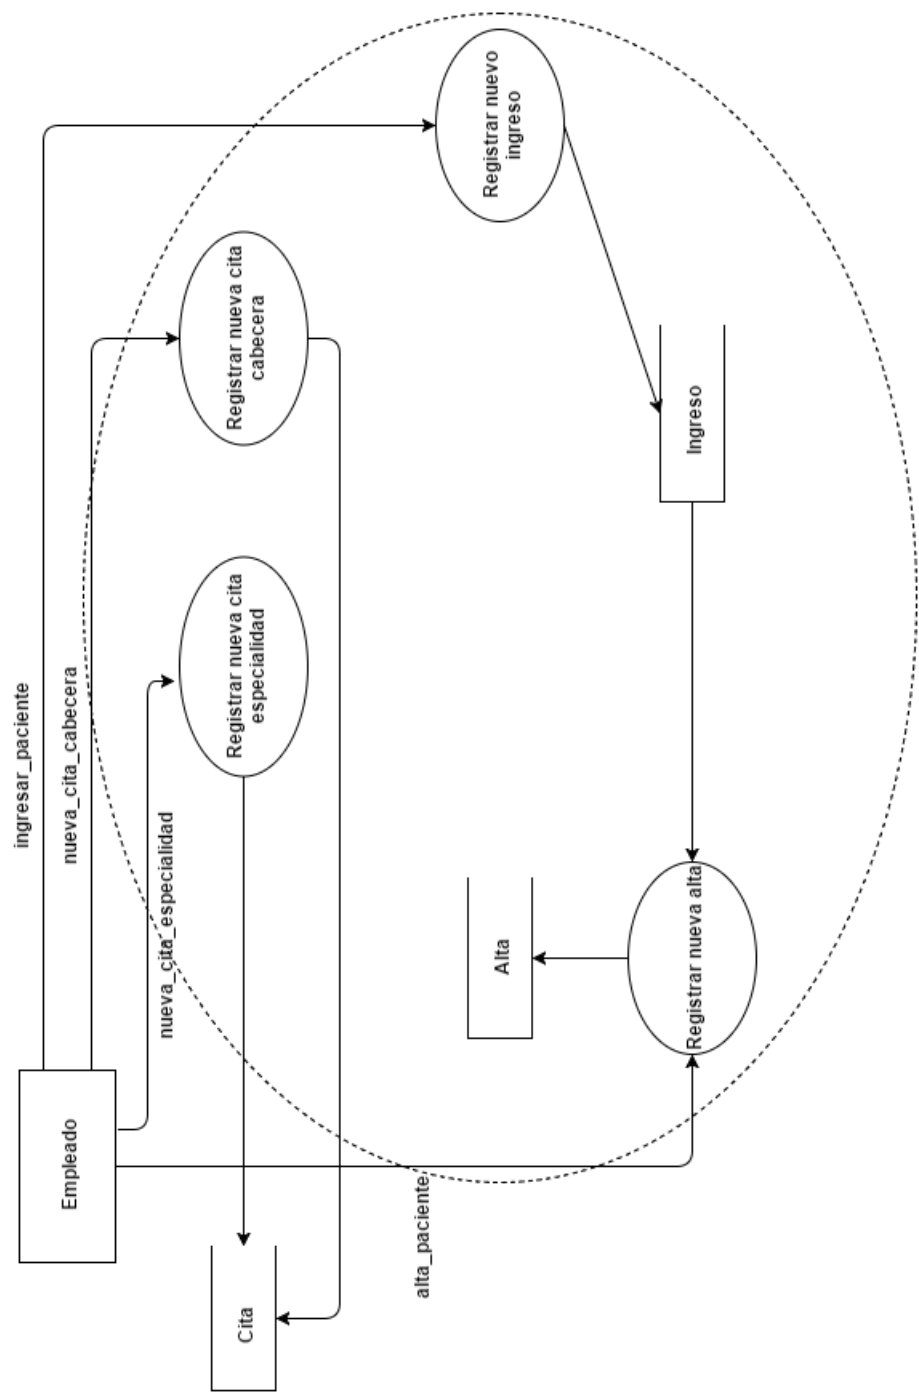 ingresar_paciente
nueva_cita_cabecera
nueva_cita_especialidad
alta_paciente
Empleado
Cita
Registrar nueva cita
especialidad
Registrar nueva cita
cabecera
Registrar nuevo
ingreso
Ingreso
Alta
Registrar nueva alta